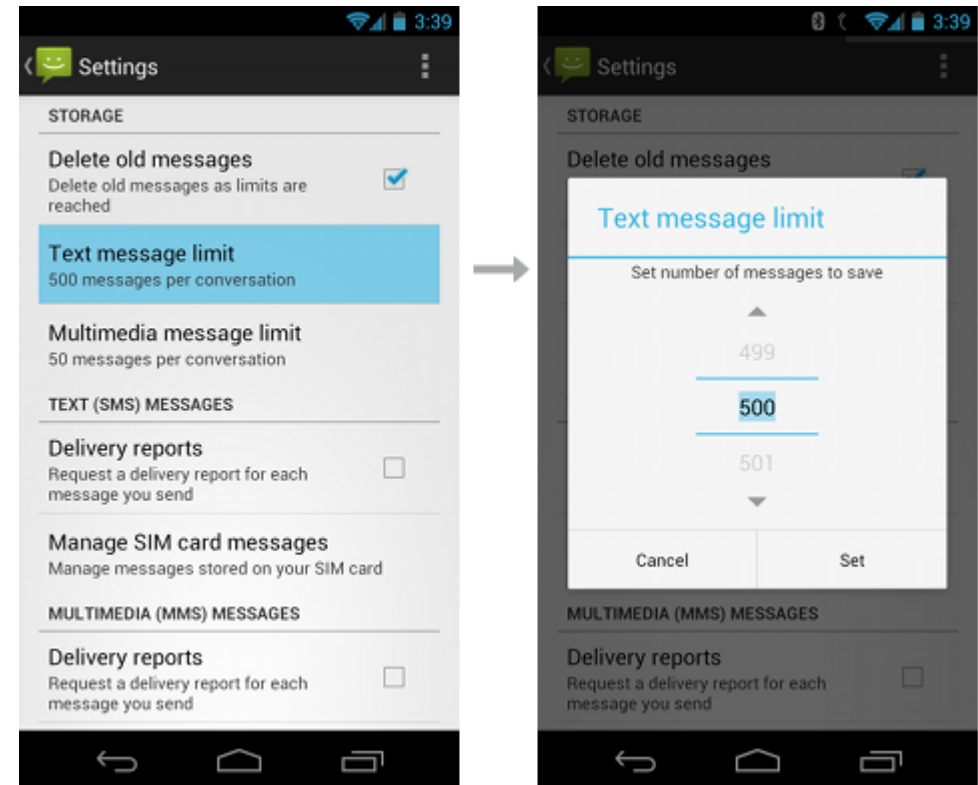 3:39
Settings
STORAGE
Delete old messages
Delete old messages as limits are
reached
Text message limit
500 messages per conversation
Multimedia message limit
50 messages per conversation
TEXT (SMS) MESSAGES
Delivery reports
Request a delivery report for each
message you send
Manage SIM card messages
Manage messages stored on your SIM card
MULTIMEDIA (MMS) MESSAGES
Delivery reports
Request a delivery report for each
message you send
3:39
Settings
STORAGE
Delete old messages
Text message limit
Set number of messages to save
499
500
501
Cancel
Set
MULTIMEDIA (MMS) MESSAGES
Delivery reports
Request a delivery report for each
message you send